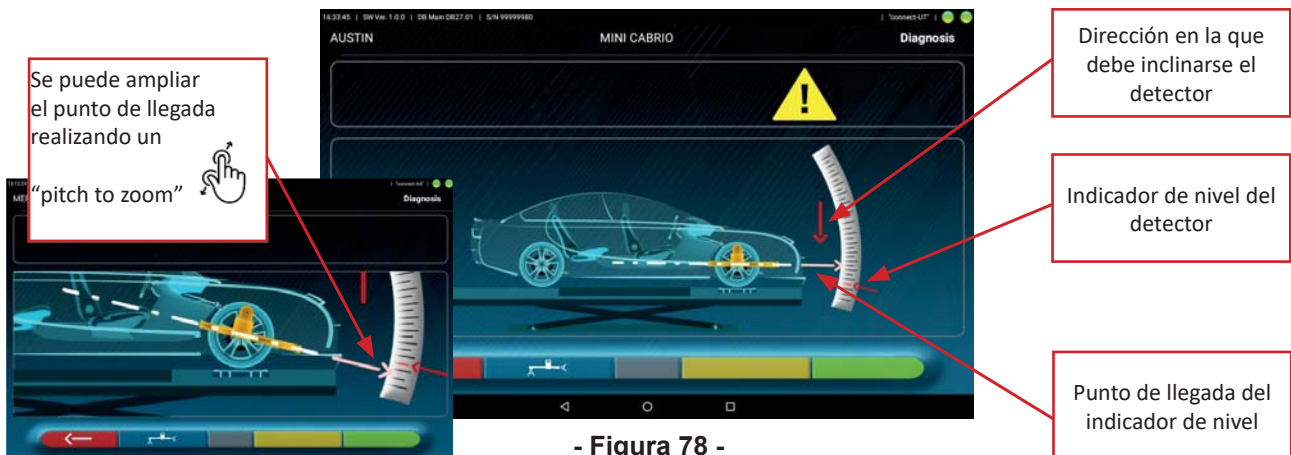 16:33:45 | SW Ver. 1.0.0 | DB Main DB27.01 | S/N 99999980
| "connect-UT" |
AUSTIN
MINI CABRIO
Diagnosis
Se puede ampliar
el punto de llegada
realizando un
“pitch to zoom”
Diagnosis
Dirección en la que
debe inclinarse el
detector
Indicador de nivel del
detector
Punto de llegada del
indicador de nivel
- Figura 78 -